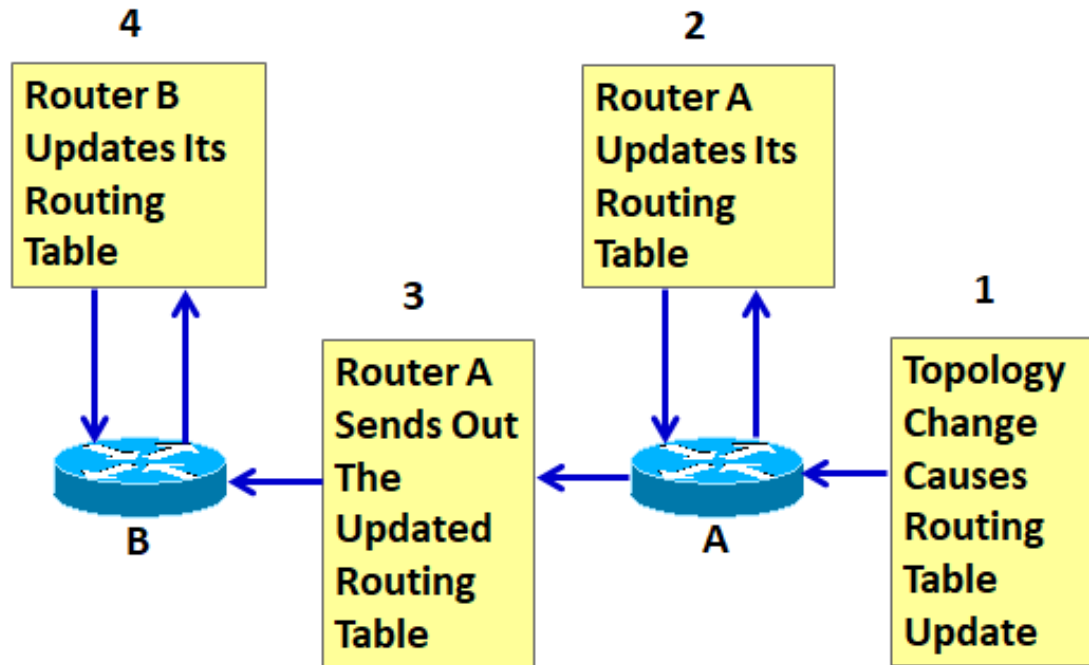 4
Router B
Updates Its
Routing
Table
2
Router A
Updates Its
Routing
Table
3
Router A
Sends Out
The
Updated
Routing
Table
1
Topology
Change
Causes
Routing
Table
Update
B
A